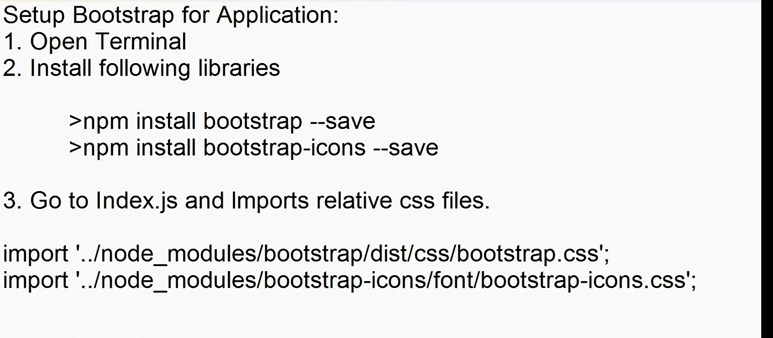 Setup Bootstrap for Application:
1. Open Terminal
2. Install following libraries
>npm install bootstrap --save
>npm install bootstrap-icons --save
3. Go to Index.js and Imports relative css files.
import '../node_modules/bootstrap/dist/css/bootstrap.css';
import '../node_modules/bootstrap-icons/font/bootstrap-icons.css';